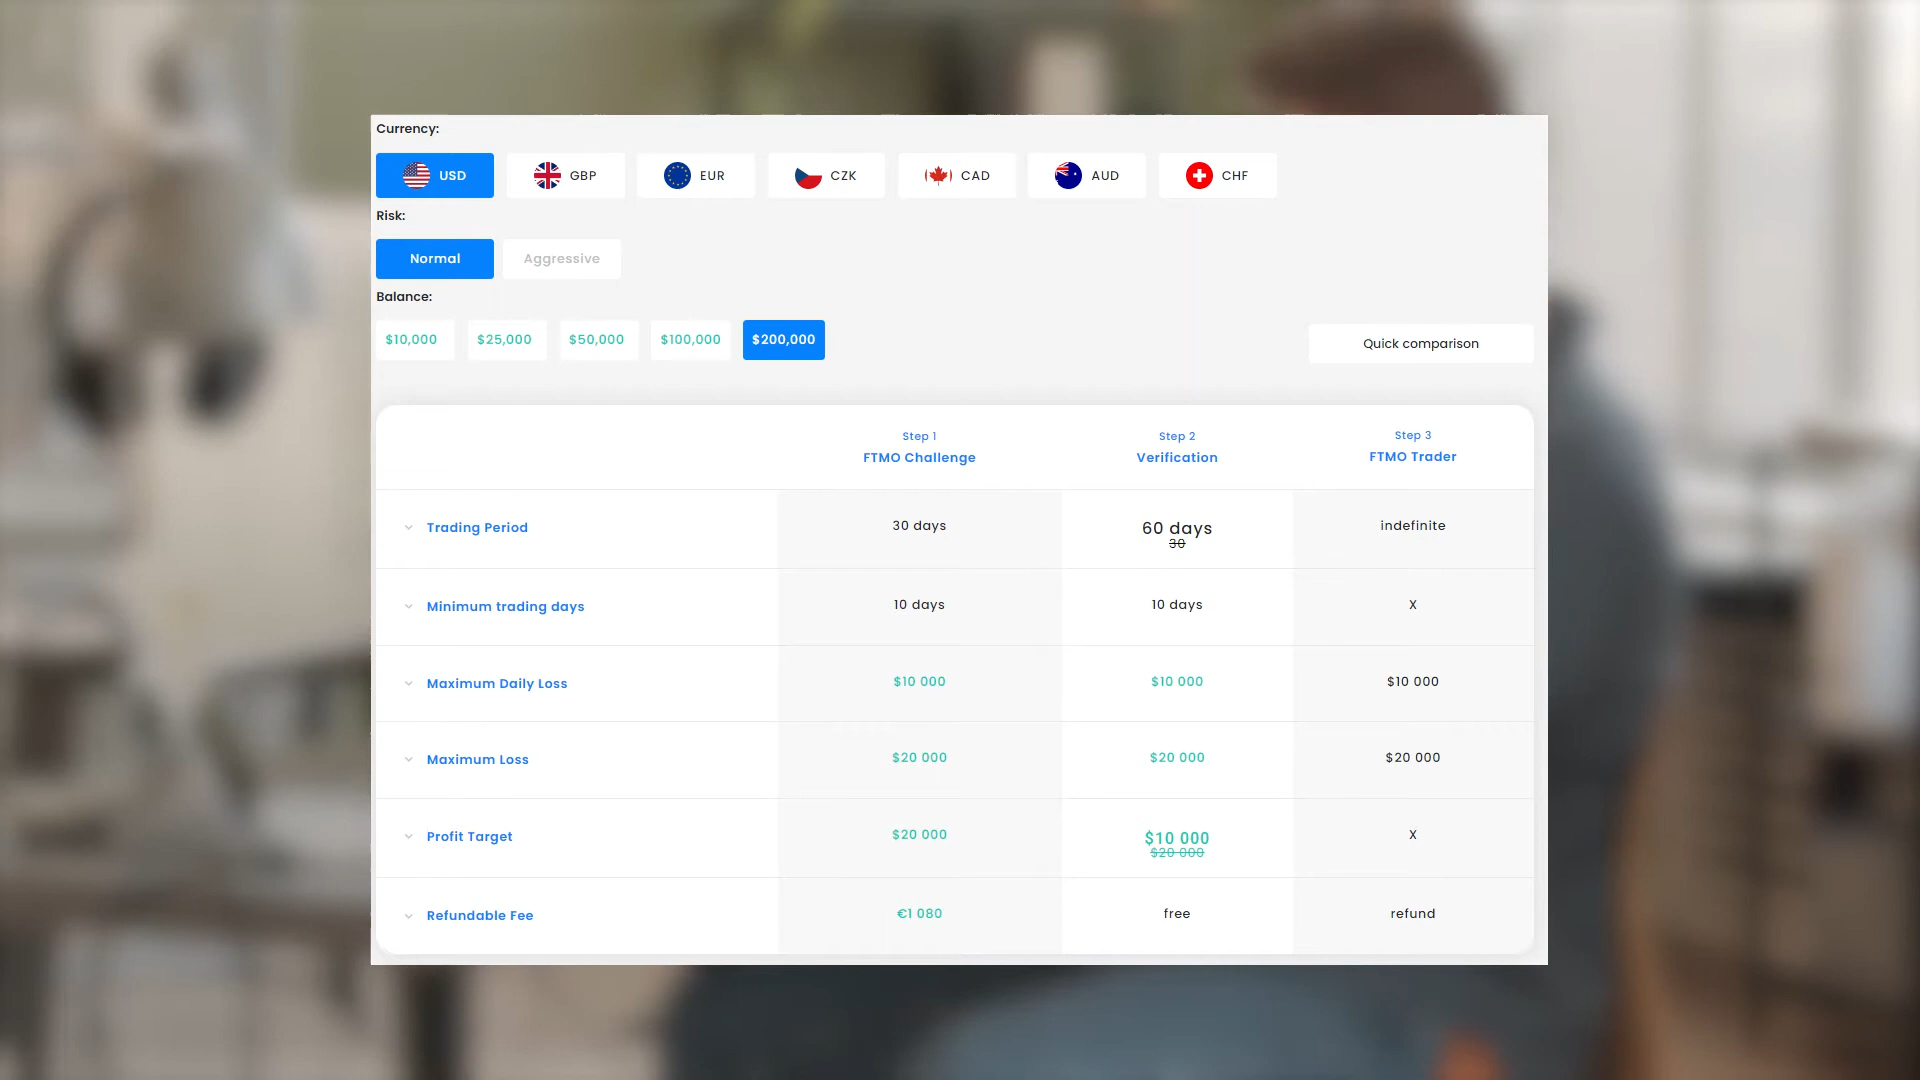 Currency:
USD GBP EUR CZK CAD AUD CHF
Risk:
Normal Aggressive
Balance:
$10,000 $25,000 $50,000 $100,000 $200,000 Quick comparison
Step 1 Step 2 Step 3
FTMO Challenge Verification FTMO Trader
Trading Period 30 days 60 days indefinite
30
Minimum trading days 10 days 10 days X
Maximum Daily Loss $10 000 $10 000 $10 000
Maximum Loss $20 000 $20 000 $20 000
Profit Target $20 000 $10 000 X
$20 000
Refundable Fee €1 080 free refund